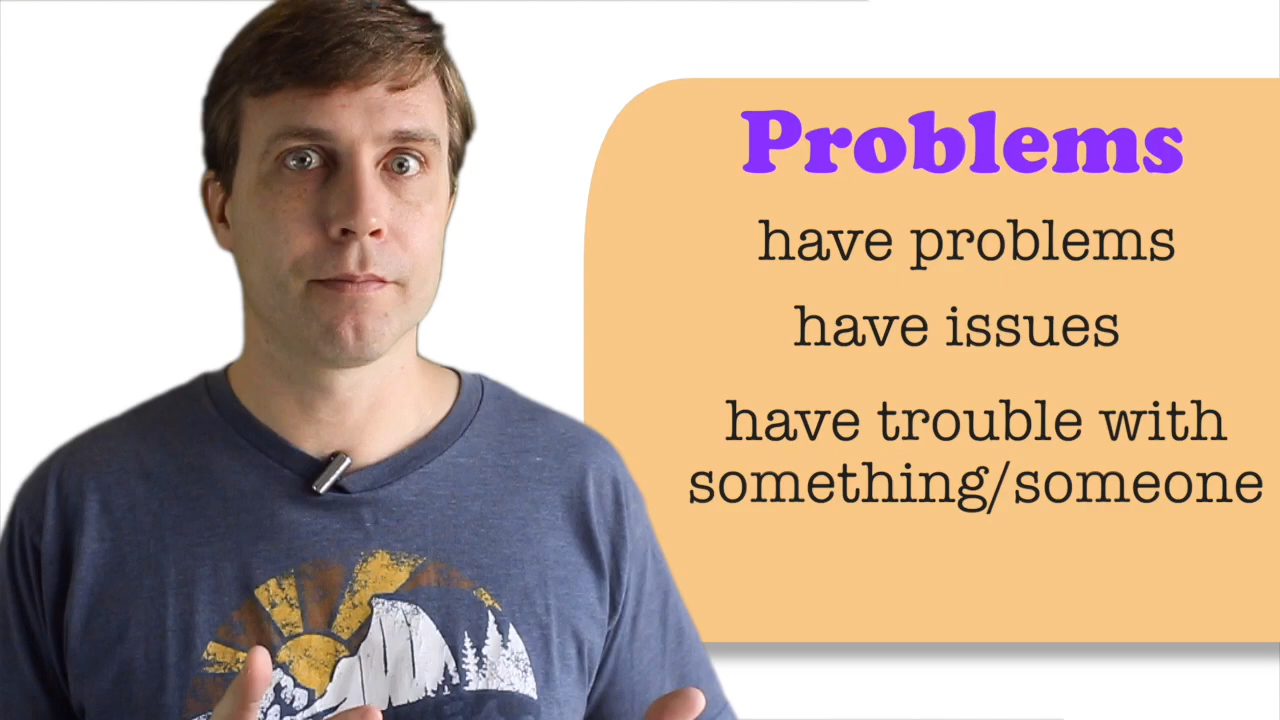 Problems
have problems
have issues
have trouble with
something/someone